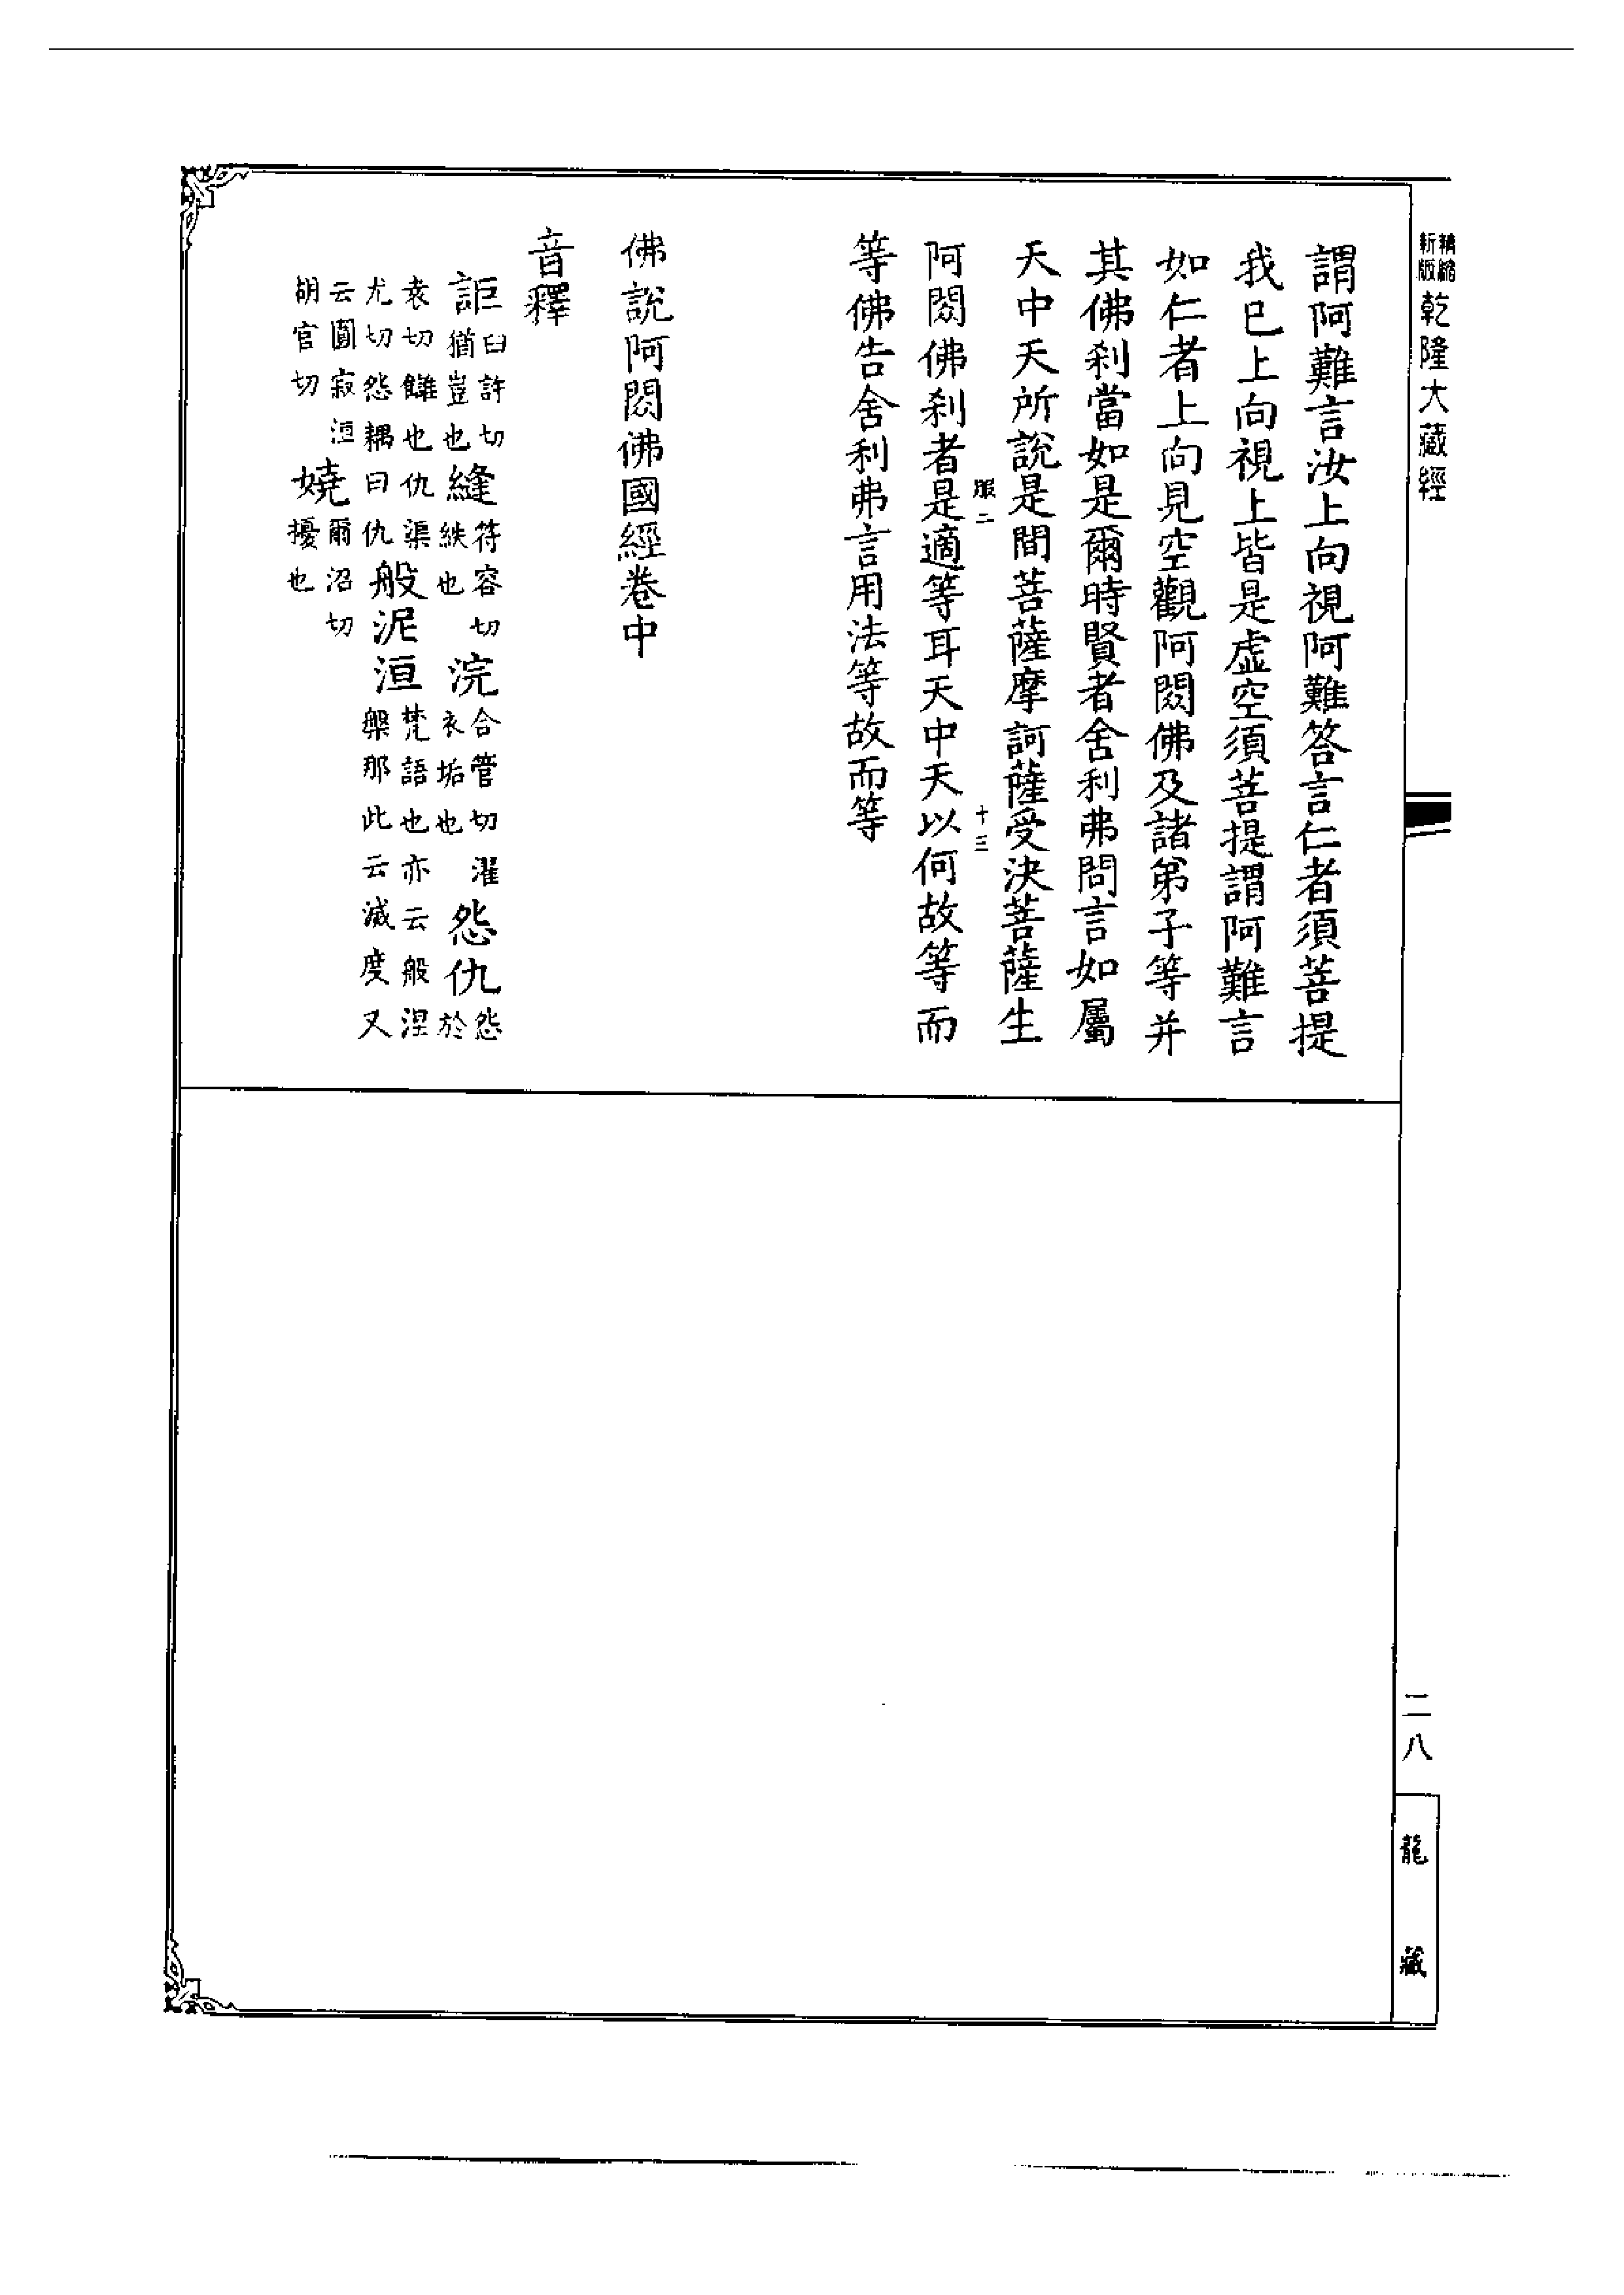 精縮
新版
乾隆大藏經
謂阿難言汝上向視阿難答言仁者須菩提
我已上向視上皆是虛空須菩提謂阿難言
如仁者上向見空觀阿閦佛及諸弟子等并
其佛刹當如是爾時賢者舍利弗問言如屬
天中天所說是間菩薩摩訶薩受決菩薩生
服二
十三
阿閦佛刹者是適等耳天中天以何故等而
等佛告舍利弗言用法等故而等
佛說阿閦佛國經卷中
音釋
詎
臼許切
猶豈也
縫
符容切
紩也
浣
合管切濯
衣垢也
怨仇
怨於
袁切讎也仇渠
尤切怨耦曰仇
般泥洹
梵語也亦云般涅
槃那此云滅度又
云圓寂洹
胡官切
嬈
爾沼切
擾也
二八
龍藏